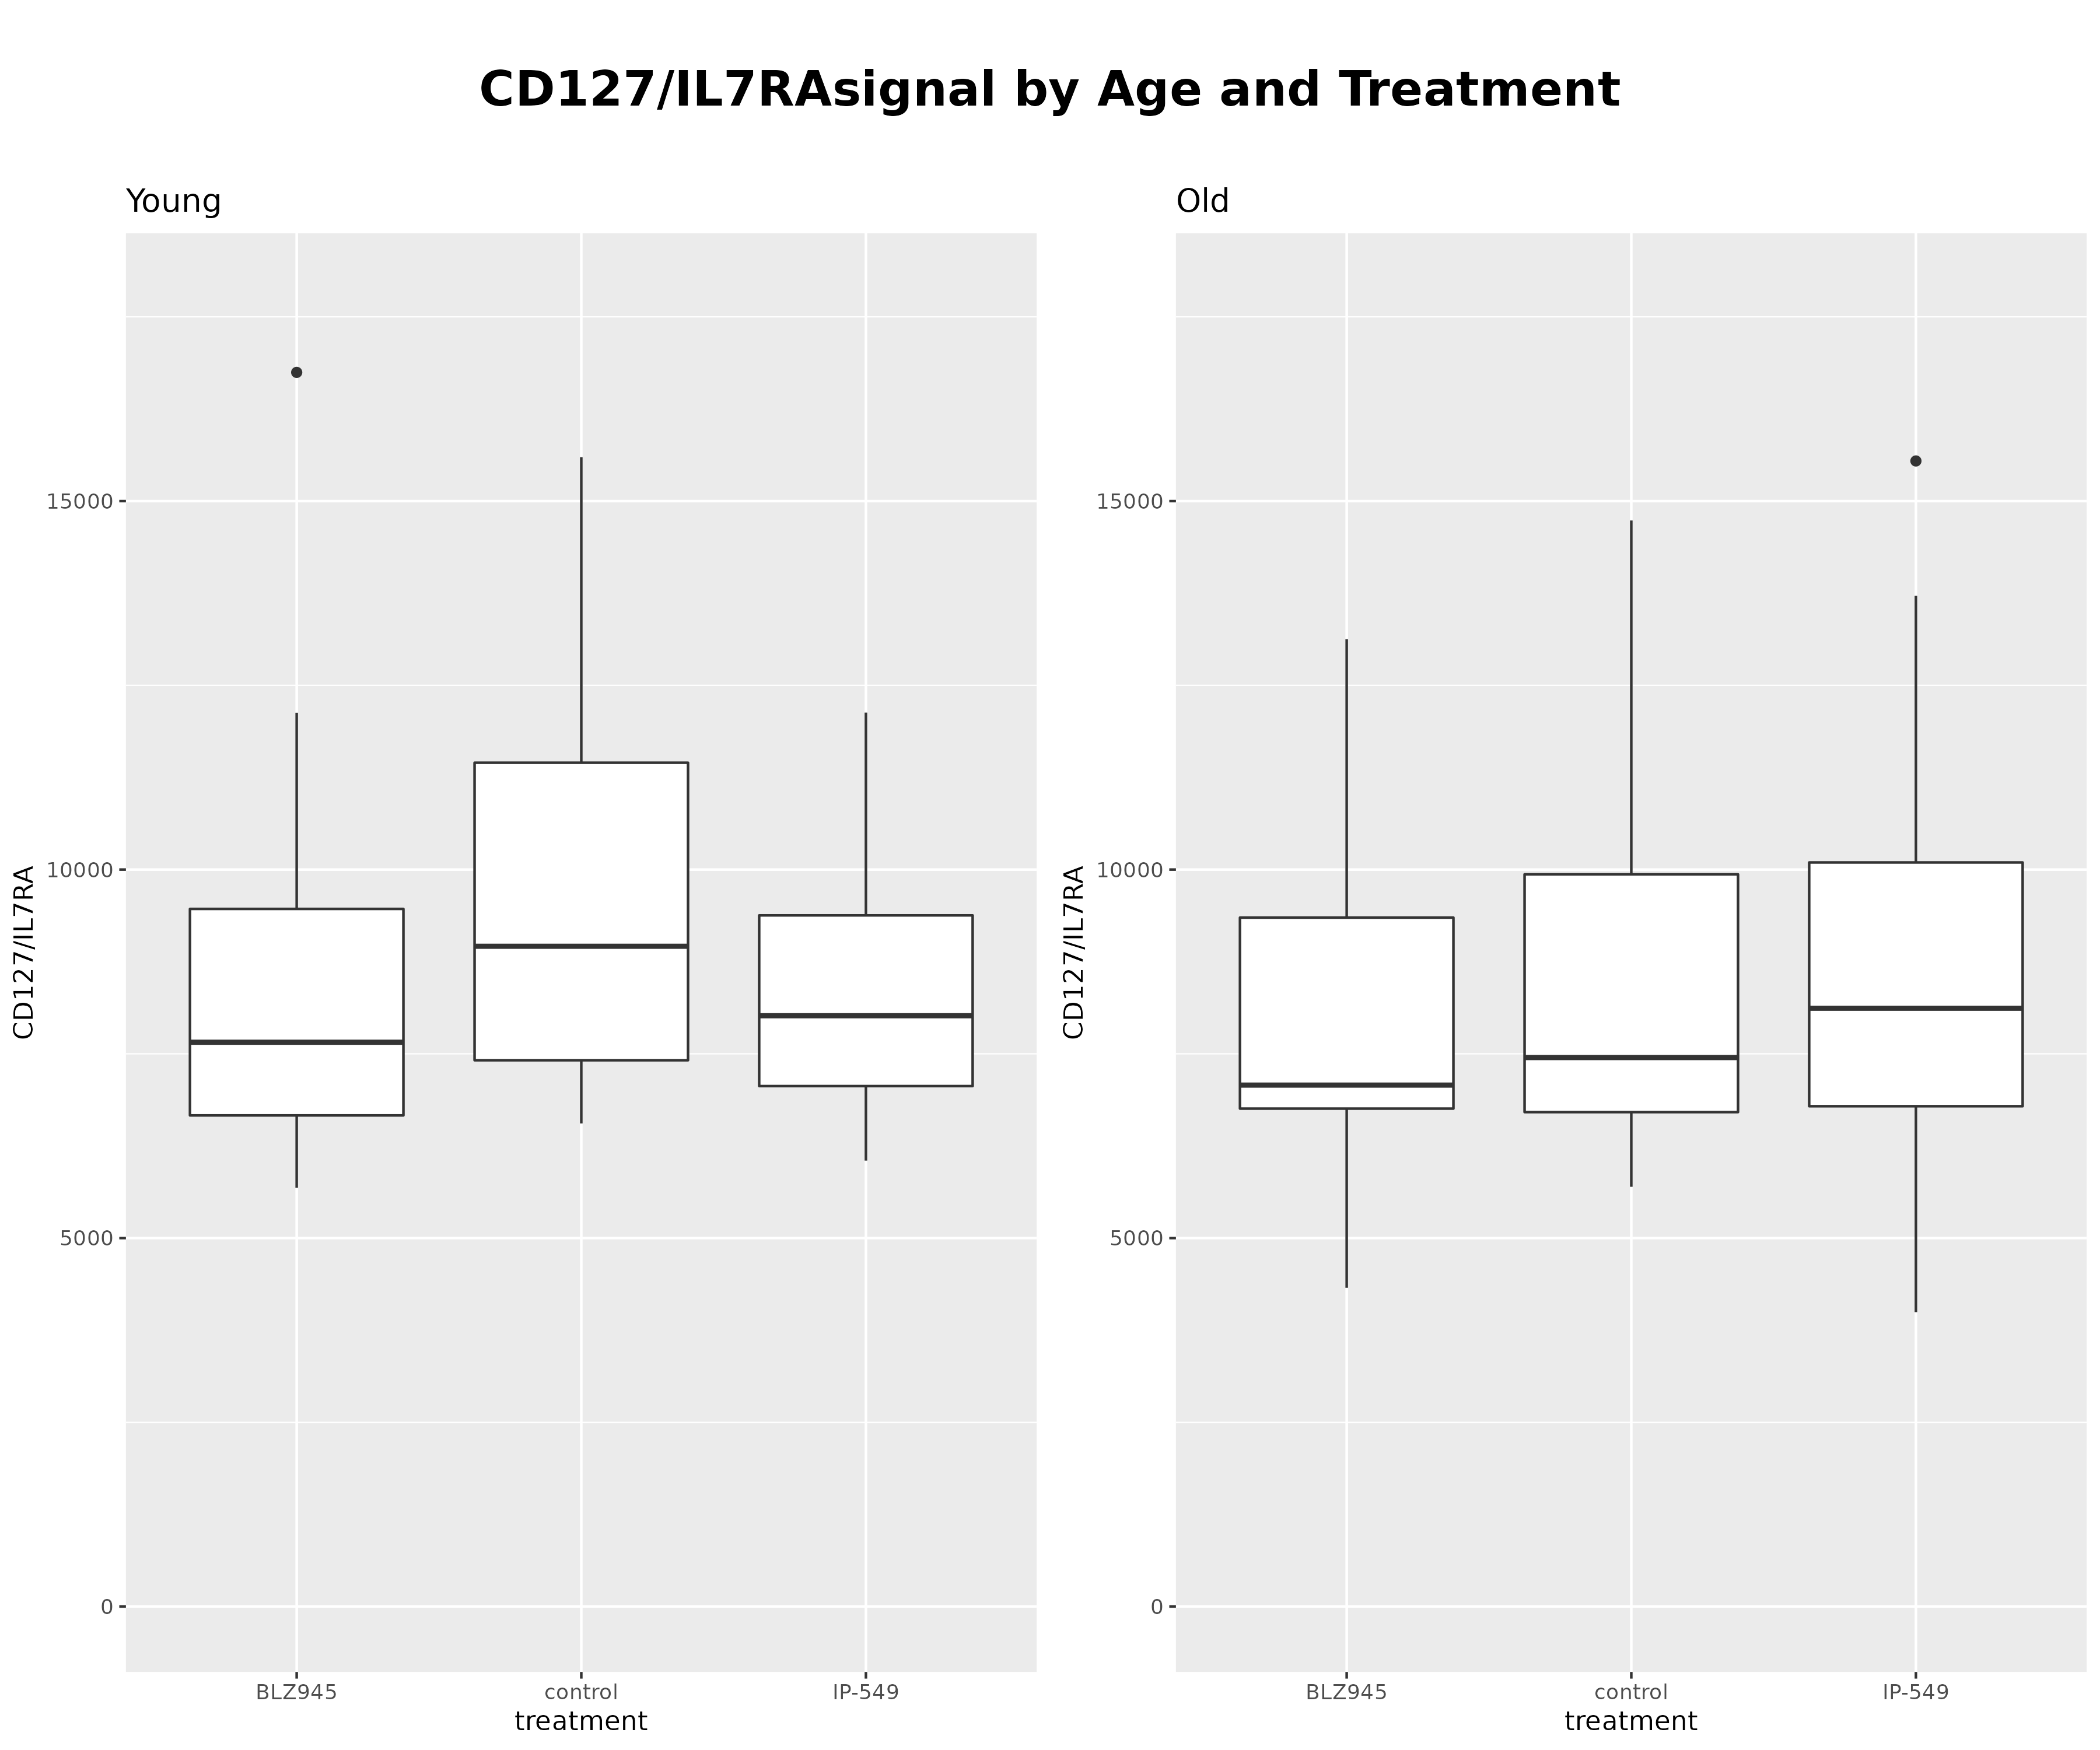 CD127/IL7RAsignal by Age and Treatment
Young
CD127/IL7RA
15000
10000
5000
0
BLZ945 control IP-549
treatment
Old
CD127/IL7RA
15000
10000
5000
0
BLZ945 control IP-549
treatment